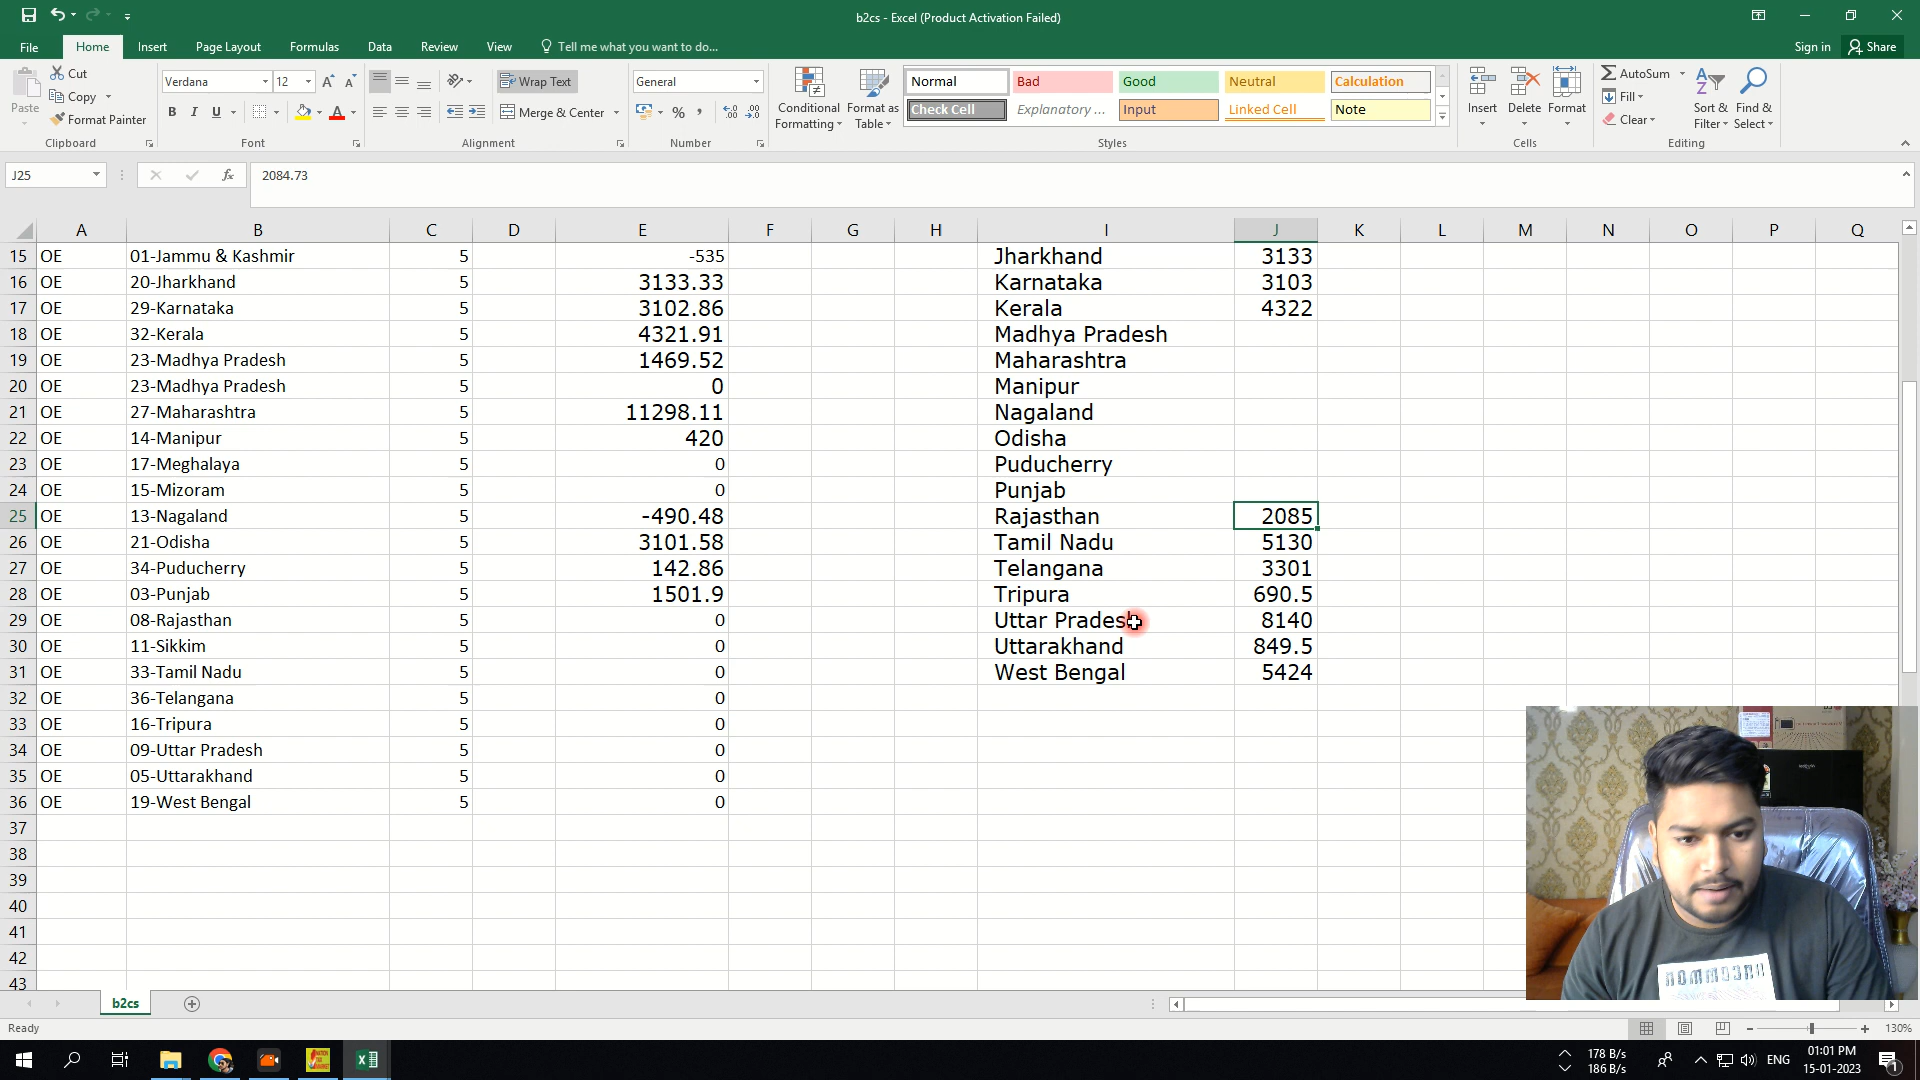 b2cs - Excel (Product Activation Failed)
File Home Insert Page Layout Formulas Data Review View Tell me what you want to do... Sign in Share
Paste Cut Copy Format Painter Clipboard
Verdana 12 B I U A Font
Wrap Text Merge & Center Alignment
General % , Number
Conditional Formatting Format as Table
Normal Bad Good Neutral Calculation
Check Cell Explanatory ... Input Linked Cell Note
Styles
Insert Delete Format Cells
AutoSum Fill Clear Sort & Filter Find & Select Editing
J25 fx 2084.73
A B C D E F G H I J K L M N O P Q
15 OE 01-Jammu & Kashmir 5 -535 Jharkhand 3133
16 OE 20-Jharkhand 5 3133.33 Karnataka 3103
17 OE 29-Karnataka 5 3102.86 Kerala 4322
18 OE 32-Kerala 5 4321.91 Madhya Pradesh
19 OE 23-Madhya Pradesh 5 1469.52 Maharashtra
20 OE 23-Madhya Pradesh 5 0 Manipur
21 OE 27-Maharashtra 5 11298.11 Nagaland
22 OE 14-Manipur 5 420 Odisha
23 OE 17-Meghalaya 5 0 Puducherry
24 OE 15-Mizoram 5 0 Punjab
25 OE 13-Nagaland 5 -490.48 Rajasthan 2085
26 OE 21-Odisha 5 3101.58 Tamil Nadu 5130
27 OE 34-Puducherry 5 142.86 Telangana 3301
28 OE 03-Punjab 5 1501.9 Tripura 690.5
29 OE 08-Rajasthan 5 0 Uttar Pradesh 8140
30 OE 11-Sikkim 5 0 Uttarakhand 849.5
31 OE 33-Tamil Nadu 5 0 West Bengal 5424
32 OE 36-Telangana 5 0
33 OE 16-Tripura 5 0
34 OE 09-Uttar Pradesh 5 0
35 OE 05-Uttarakhand 5 0
36 OE 19-West Bengal 5 0
37
38
39
40
41
42
43
b2cs
Ready 130%
178 B/s
186 B/s
ENG
01:01 PM
15-01-2023
1